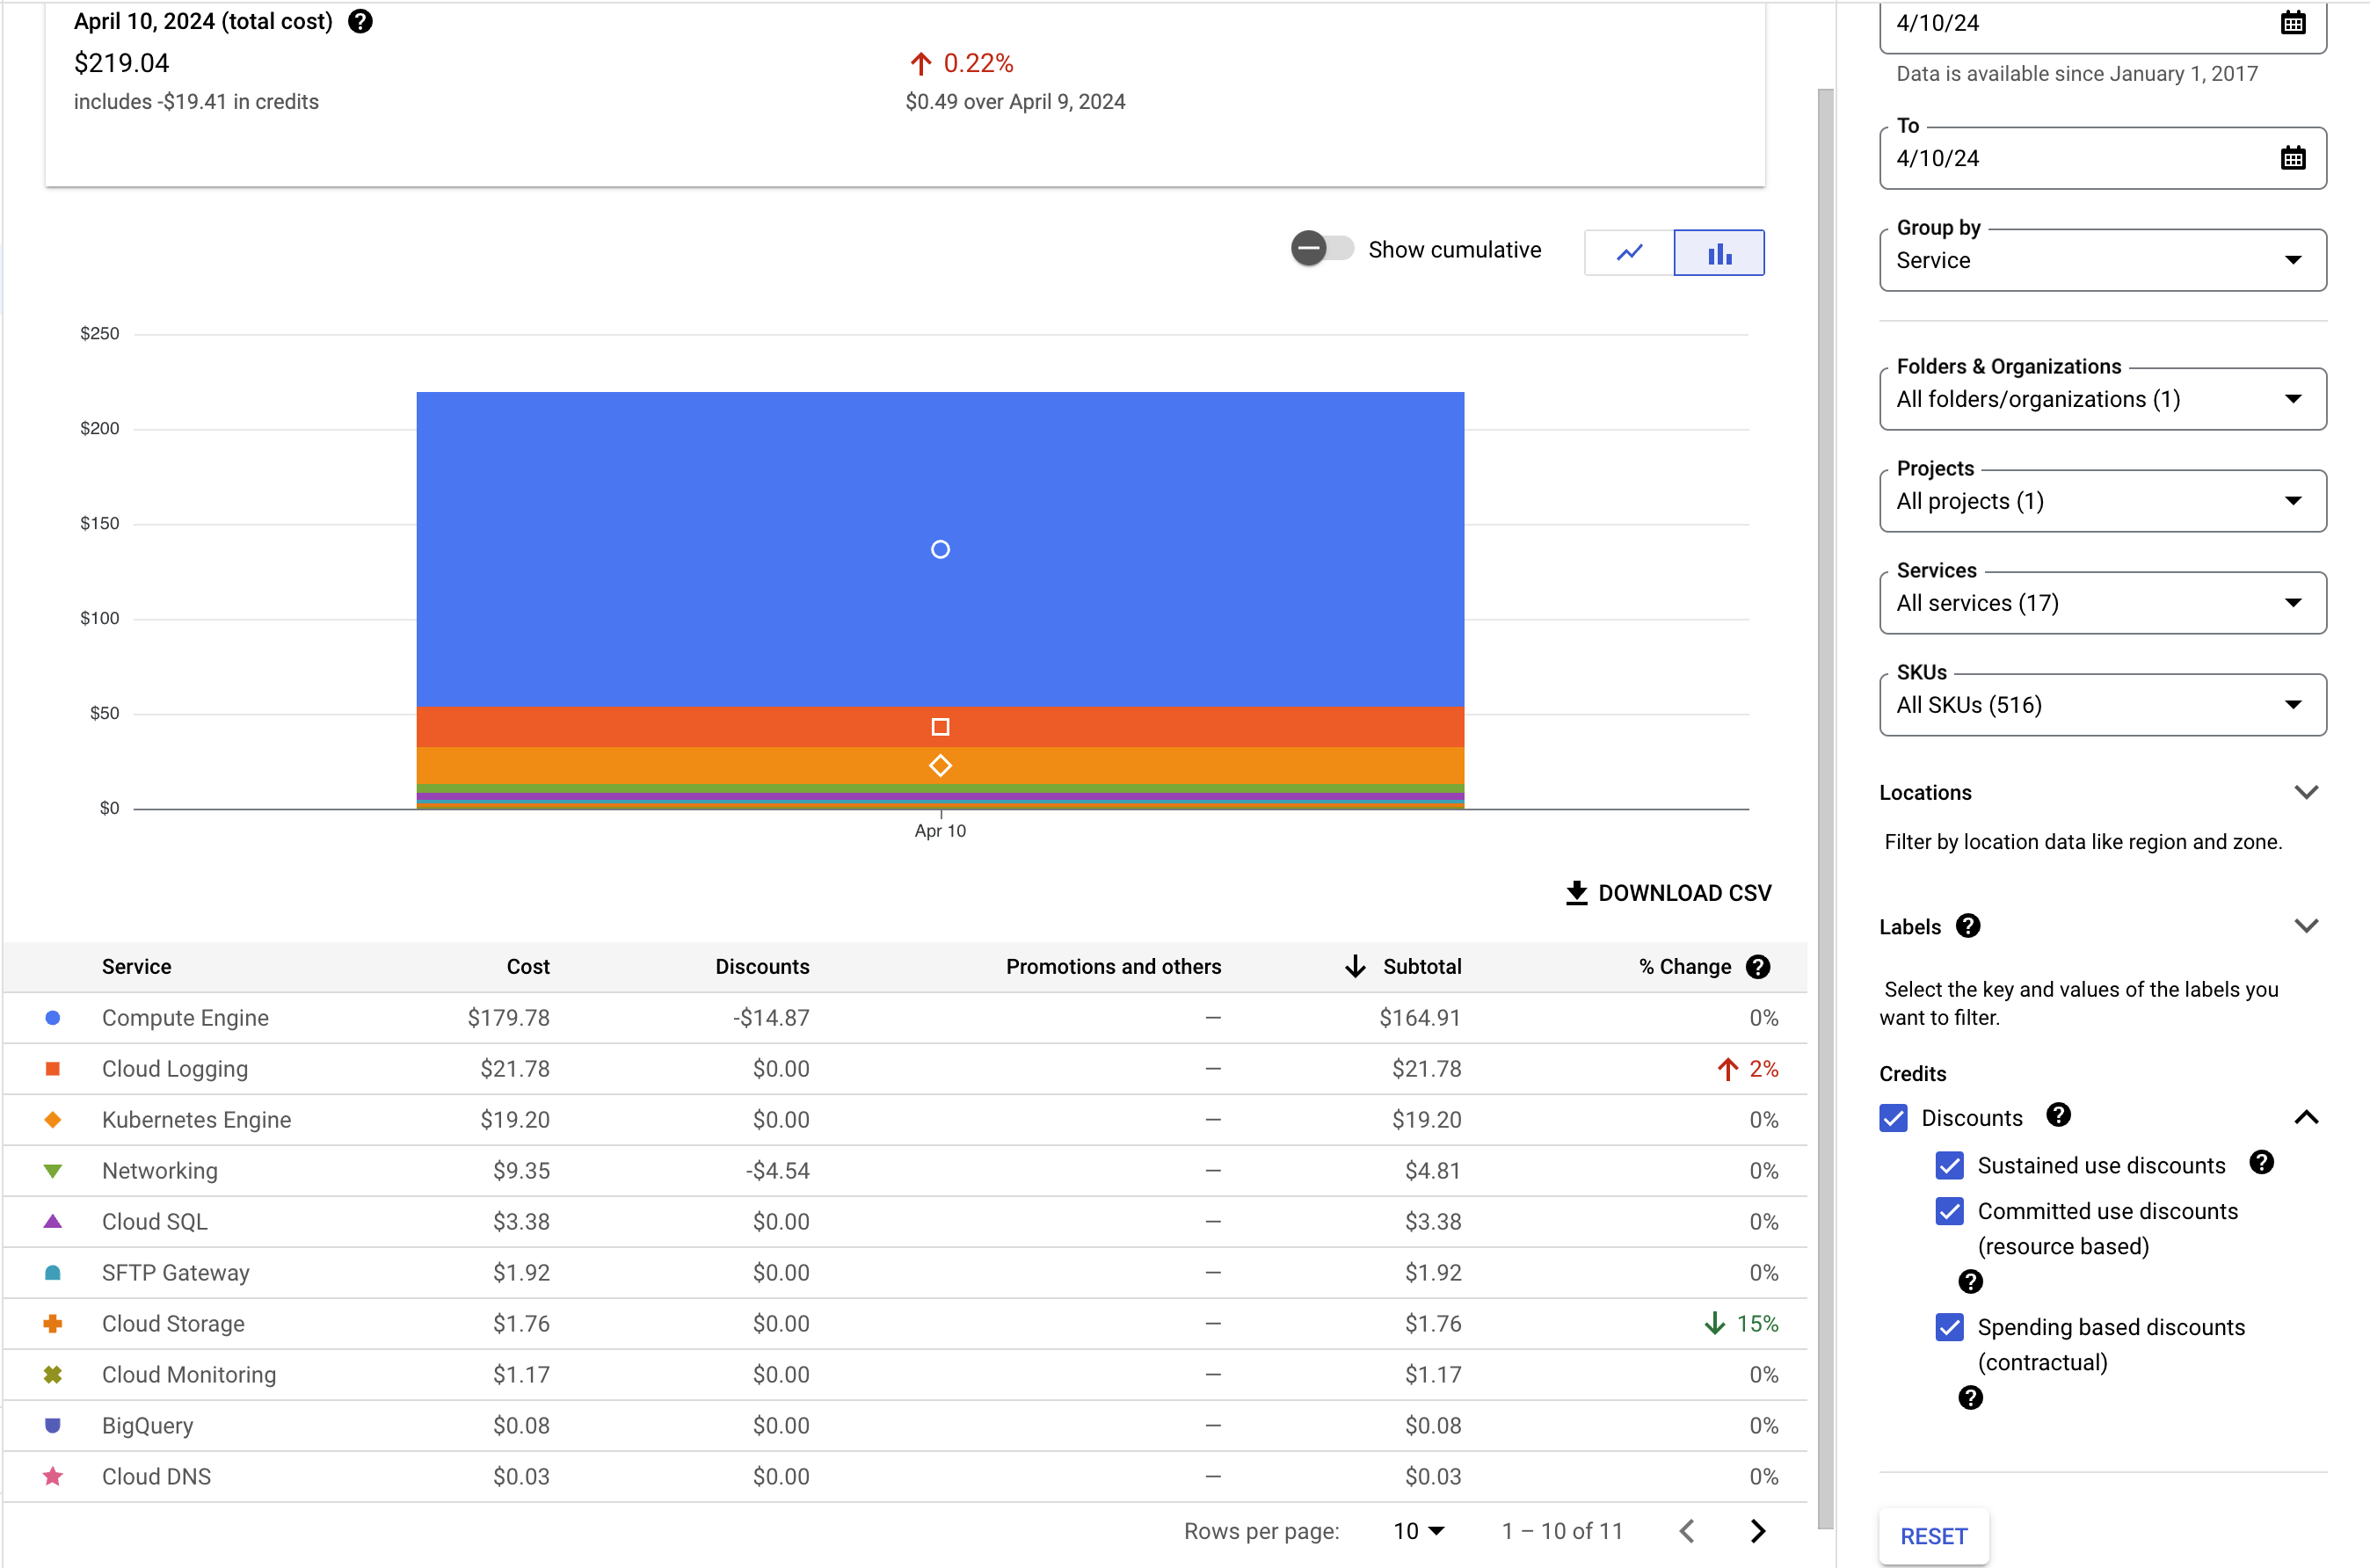 April 10, 2024 (total cost)
$219.04
includes -$19.41 in credits
0.22%
$0.49 over April 9, 2024
Show cumulative
$250
$200
$150
$100
$50
$0
Apr 10
DOWNLOAD CSV
Service Cost Discounts Promotions and others Subtotal % Change
Compute Engine $179.78 -$14.87 — $164.91 0%
Cloud Logging $21.78 $0.00 — $21.78 2%
Kubernetes Engine $19.20 $0.00 — $19.20 0%
Networking $9.35 -$4.54 — $4.81 0%
Cloud SQL $3.38 $0.00 — $3.38 0%
SFTP Gateway $1.92 $0.00 — $1.92 0%
Cloud Storage $1.76 $0.00 — $1.76 15%
Cloud Monitoring $1.17 $0.00 — $1.17 0%
BigQuery $0.08 $0.00 — $0.08 0%
Cloud DNS $0.03 $0.00 — $0.03 0%
Rows per page: 10 1 – 10 of 11
4/10/24
Data is available since January 1, 2017
To
4/10/24
Group by
Service
Folders & Organizations
All folders/organizations (1)
Projects
All projects (1)
Services
All services (17)
SKUs
All SKUs (516)
Locations
Filter by location data like region and zone.
Labels
Select the key and values of the labels you
want to filter.
Credits
Discounts
Sustained use discounts
Committed use discounts
(resource based)
Spending based discounts
(contractual)
RESET